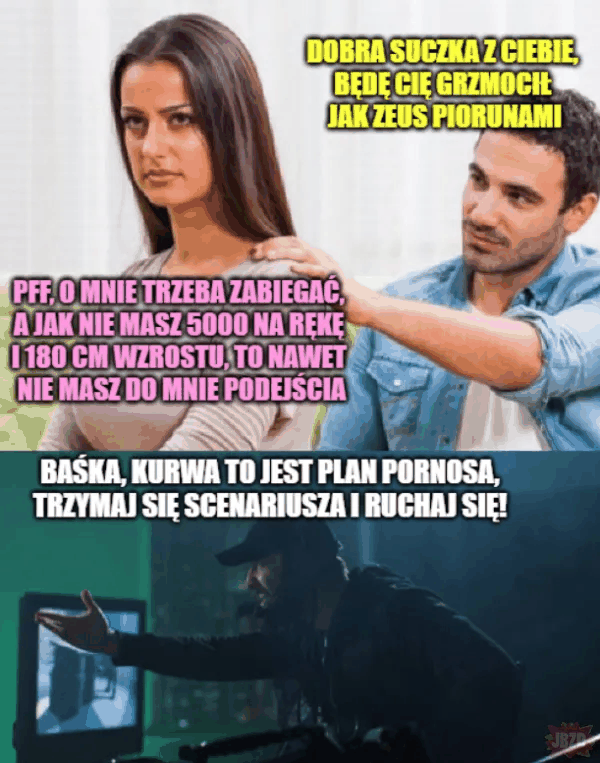 DOBRA SUCZKA Z CIEBIE,
BĘDĘ CIĘ GRZMOCIŁ
JAK ZEUS PIORUNAMI
PFF, O MNIE TRZEBA ZABIEGAĆ,
A JAK NIE MASZ 5000 NA RĘKĘ
I 180 CM WZROSTU, TO NAWET
NIE MASZ DO MNIE PODEJŚCIA
BAŚKA, KURWA TO JEST PLAN PORNOSA,
TRZYMAJ SIĘ SCENARIUSZA I RUCHAJ SIĘ!
JBZD